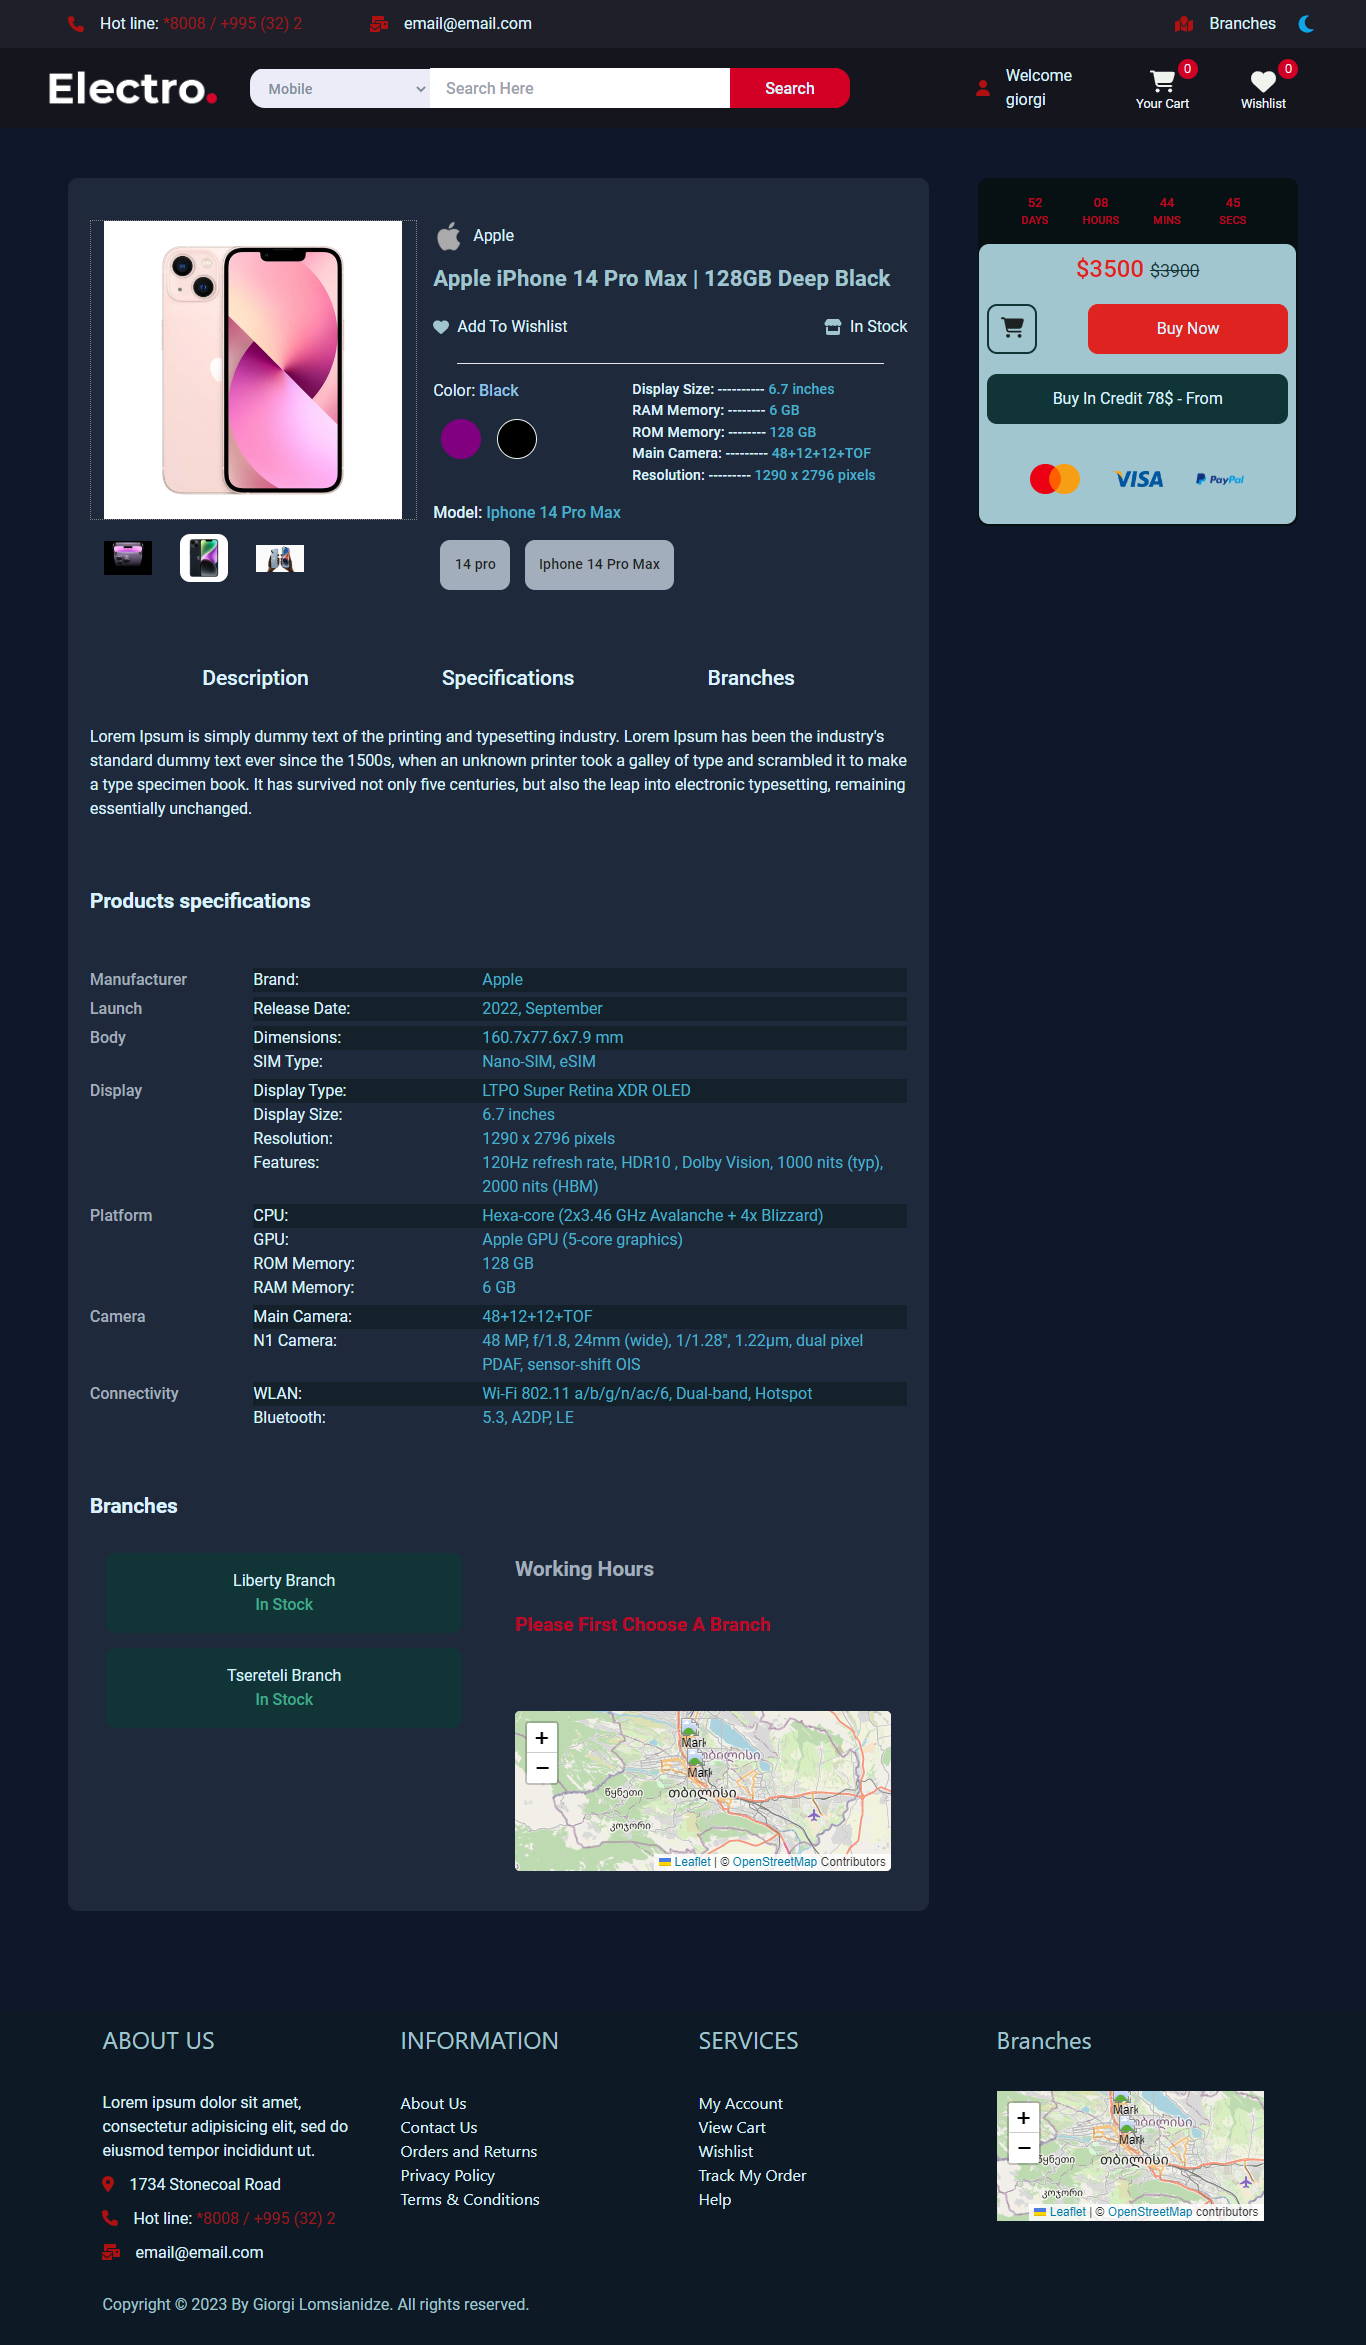 Hot line: *8008 / +995 (32) 2
email@email.com
Branches
Electro.
Mobile
Search Here
Search
Welcome
giorgi
0
Your Cart
0
Wishlist
Apple
Apple iPhone 14 Pro Max | 128GB Deep Black
Add To Wishlist
In Stock
Color: Black
Display Size: ---------- 6.7 inches
RAM Memory: -------- 6 GB
ROM Memory: -------- 128 GB
Main Camera: --------- 48+12+12+TOF
Resolution: --------- 1290 x 2796 pixels
Model: Iphone 14 Pro Max
14 pro
Iphone 14 Pro Max
52 08 44 45
DAYS HOURS MINS SECS
$3500 $3900
Buy Now
Buy In Credit 78$ - From
VISA
PayPal
Description
Specifications
Branches
Lorem Ipsum is simply dummy text of the printing and typesetting industry. Lorem Ipsum has been the industry's
standard dummy text ever since the 1500s, when an unknown printer took a galley of type and scrambled it to make
a type specimen book. It has survived not only five centuries, but also the leap into electronic typesetting, remaining
essentially unchanged.
Products specifications
Manufacturer Brand: Apple
Launch Release Date: 2022, September
Body Dimensions: 160.7x77.6x7.9 mm
SIM Type: Nano-SIM, eSIM
Display Display Type: LTPO Super Retina XDR OLED
Display Size: 6.7 inches
Resolution: 1290 x 2796 pixels
Features: 120Hz refresh rate, HDR10 , Dolby Vision, 1000 nits (typ),
2000 nits (HBM)
Platform CPU: Hexa-core (2x3.46 GHz Avalanche + 4x Blizzard)
GPU: Apple GPU (5-core graphics)
ROM Memory: 128 GB
RAM Memory: 6 GB
Camera Main Camera: 48+12+12+TOF
N1 Camera: 48 MP, f/1.8, 24mm (wide), 1/1.28", 1.22µm, dual pixel
PDAF, sensor-shift OIS
Connectivity WLAN: Wi-Fi 802.11 a/b/g/n/ac/6, Dual-band, Hotspot
Bluetooth: 5.3, A2DP, LE
Branches
Liberty Branch
In Stock
Tsereteli Branch
In Stock
Working Hours
Please First Choose A Branch
+
−
Mark
Mark
თბილისი
წყნეთი
თბილისი
კოჯორი
Leaflet | © OpenStreetMap Contributors
ABOUT US
Lorem ipsum dolor sit amet,
consectetur adipisicing elit, sed do
eiusmod tempor incididunt ut.
1734 Stonecoal Road
Hot line: *8008 / +995 (32) 2
email@email.com
INFORMATION
About Us
Contact Us
Orders and Returns
Privacy Policy
Terms & Conditions
SERVICES
My Account
View Cart
Wishlist
Track My Order
Help
Branches
+
−
Mark
Mark
თბილისი
წყნეთი
თბილისი
კოჯორი
Leaflet | © OpenStreetMap contributors
Copyright © 2023 By Giorgi Lomsianidze. All rights reserved.